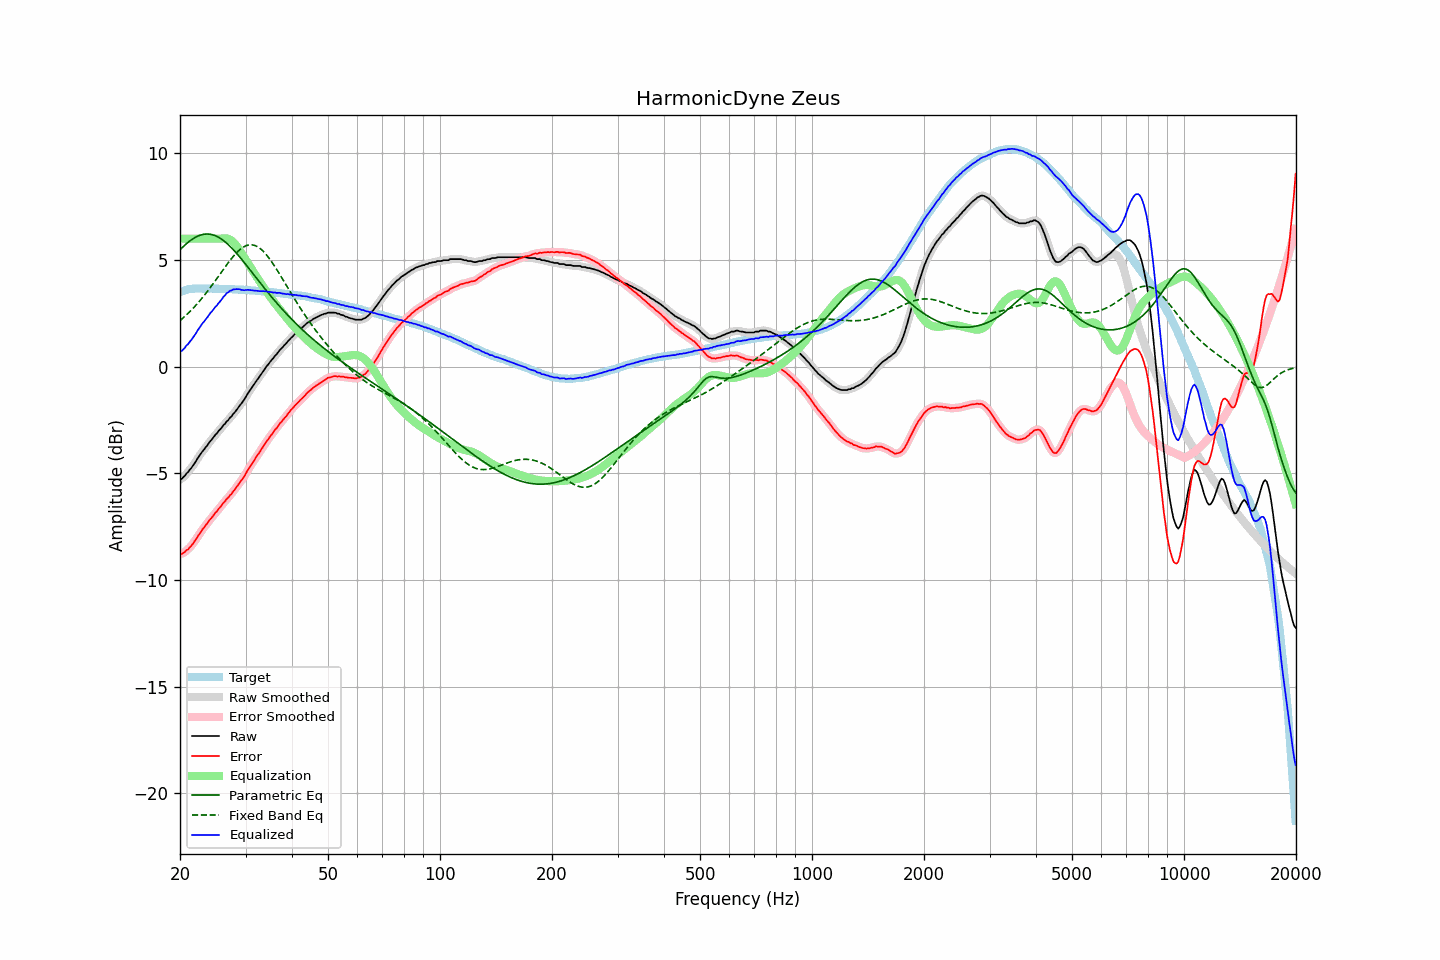 HarmonicDyne Zeus
Amplitude (dBr)
10
5
0
−5
−10
−15
−20
Target
Raw Smoothed
Error Smoothed
Raw
Error
Equalization
Parametric Eq
Fixed Band Eq
Equalized
20 50 100 200 500 1000 2000 5000 10000 20000
Frequency (Hz)